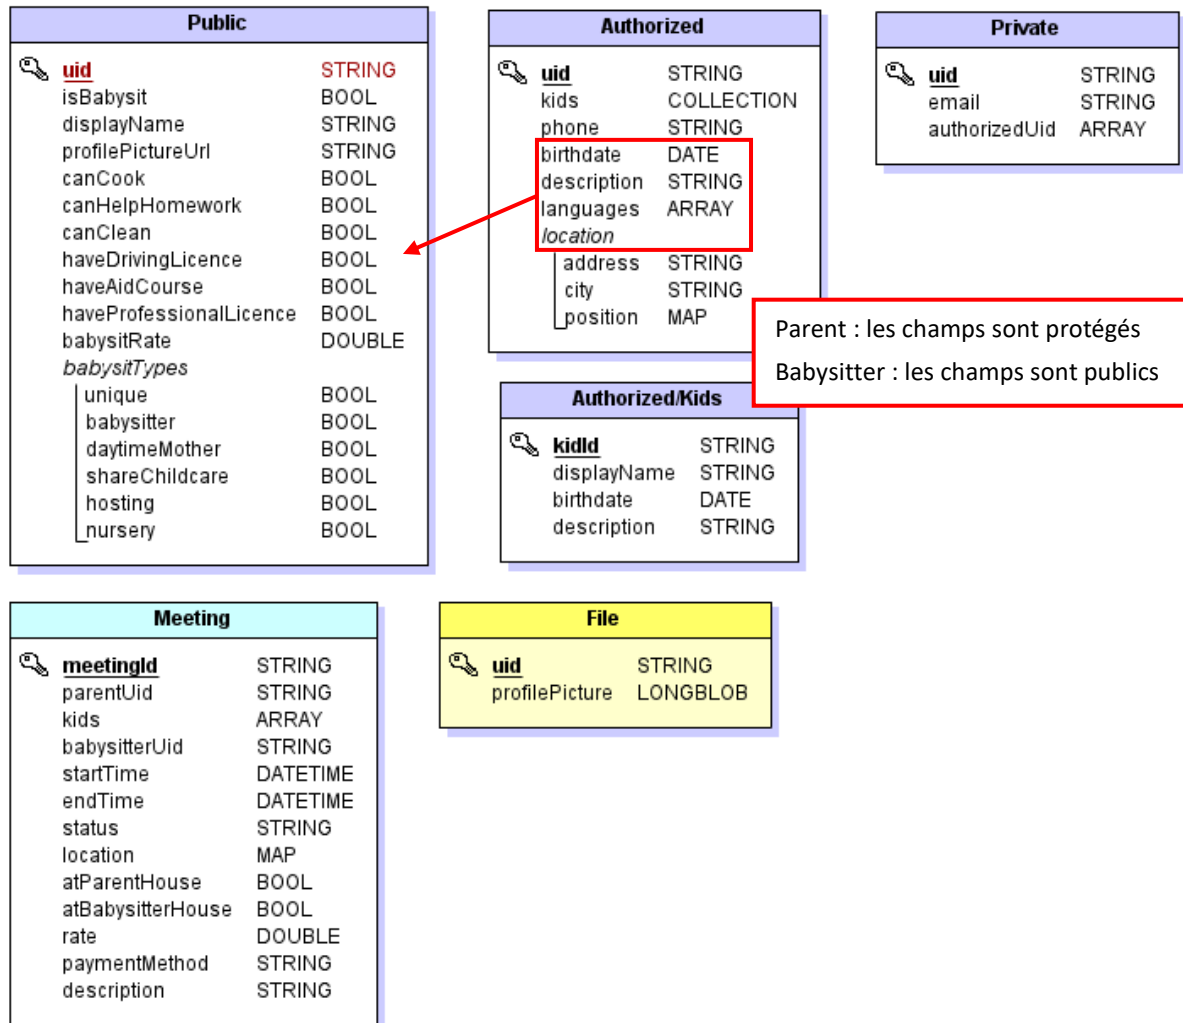 Public
uid STRING
isBabysit BOOL
displayName STRING
profilePictureUrl STRING
canCook BOOL
canHelpHomework BOOL
canClean BOOL
haveDrivingLicence BOOL
haveAidCourse BOOL
haveProfessionalLicence BOOL
babysitRate DOUBLE
babysitTypes
unique BOOL
babysitter BOOL
daytimeMother BOOL
shareChildcare BOOL
hosting BOOL
nursery BOOL
Authorized
uid STRING
kids COLLECTION
phone STRING
birthdate DATE
description STRING
languages ARRAY
location
address STRING
city STRING
position MAP
Private
uid STRING
email STRING
authorizedUid ARRAY
Parent : les champs sont protégés
Babysitter : les champs sont publics
Authorized/Kids
kidId STRING
displayName STRING
birthdate DATE
description STRING
Meeting
meetingId STRING
parentUid STRING
kids ARRAY
babysitterUid STRING
startTime DATETIME
endTime DATETIME
status STRING
location MAP
atParentHouse BOOL
atBabysitterHouse BOOL
rate DOUBLE
paymentMethod STRING
description STRING
File
uid STRING
profilePicture LONGBLOB